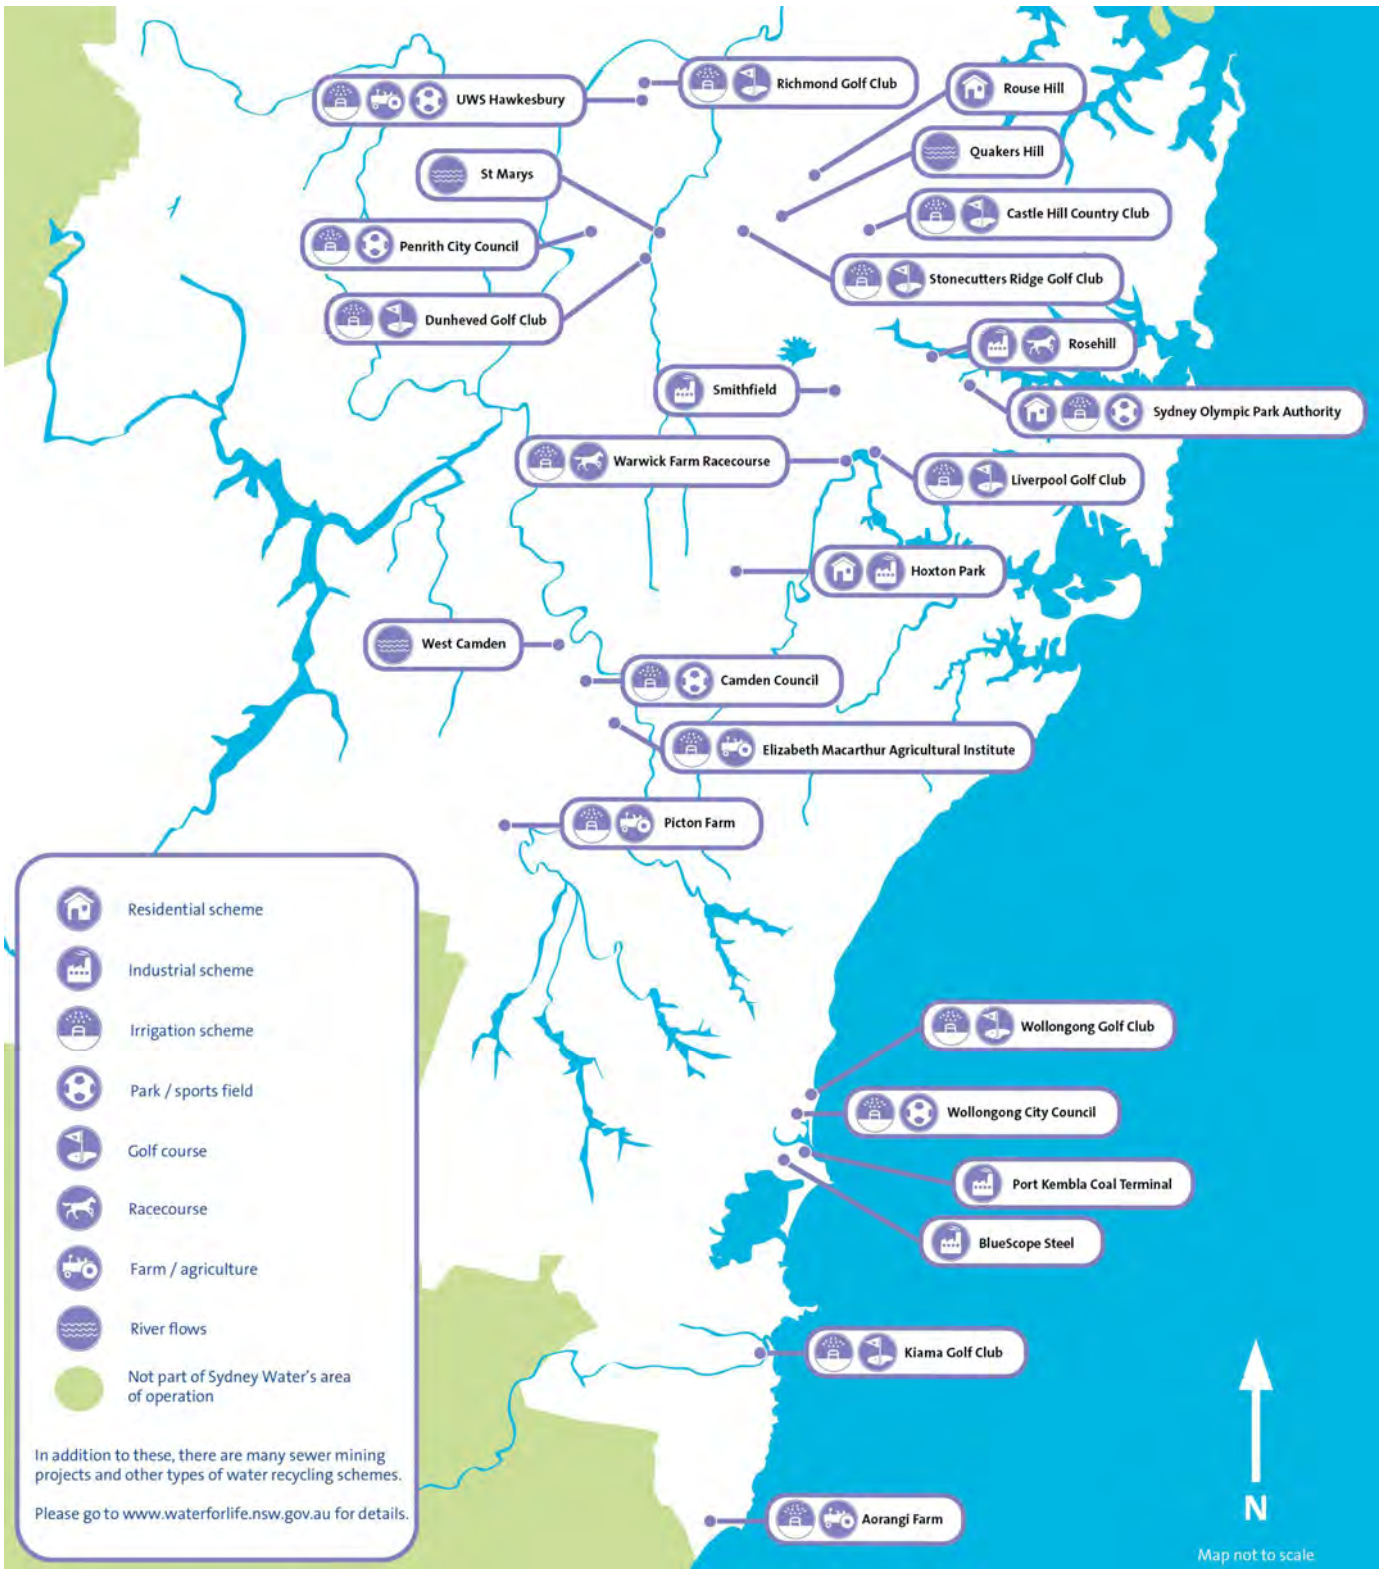 Richmond Golf Club
Rouse Hill
UWS Hawkesbury
Quakers Hill
St Marys
Castle Hill Country Club
Penrith City Council
Stonecutters Ridge Golf Club
Dunheved Golf Club
Rosehill
Smithfield
Sydney Olympic Park Authority
Warwick Farm Racecourse
Liverpool Golf Club
Hoxton Park
West Camden
Camden Council
Elizabeth Macarthur Agricultural Institute
Picton Farm
Wollongong Golf Club
Wollongong City Council
Port Kembla Coal Terminal
BlueScope Steel
Kiama Golf Club
Aorangi Farm
Residential scheme
Industrial scheme
Irrigation scheme
Park / sports field
Golf course
Racecourse
Farm / agriculture
River flows
Not part of Sydney Water's area
of operation
In addition to these, there are many sewer mining
projects and other types of water recycling schemes.
Please go to www.waterforlife.nsw.gov.au for details.
N
Map not to scale